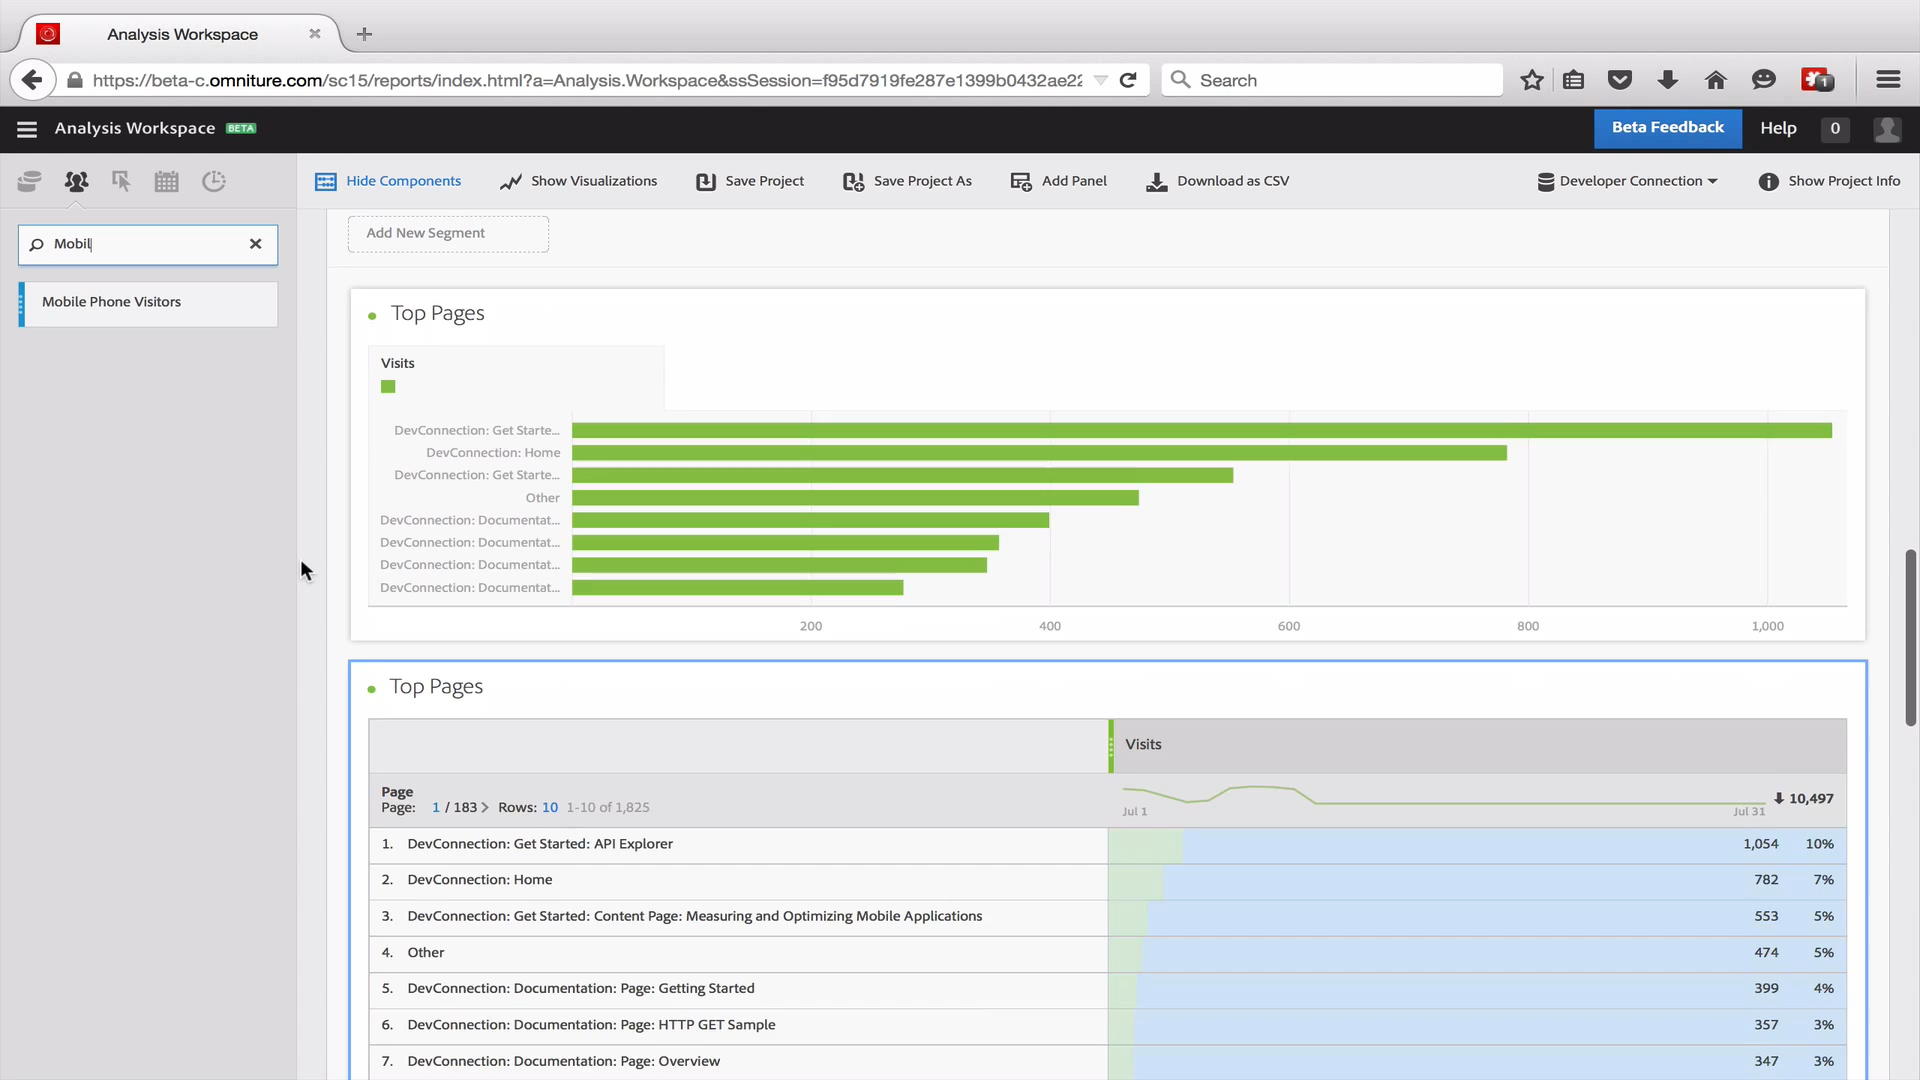 Analysis Workspace
https://beta-c.omniture.com/sc15/reports/index.html?a=Analysis.Workspace&ssSession=f95d7919fe287e1399b0432ae22
Search
1
Analysis Workspace BETA
Beta Feedback
Help
0
Hide Components
Show Visualizations
Save Project
Save Project As
Add Panel
Download as CSV
Developer Connection
Show Project Info
Mobil
Mobile Phone Visitors
Add New Segment
Top Pages
Visits
DevConnection: Get Starte...
DevConnection: Home
DevConnection: Get Starte...
Other
DevConnection: Documentat...
DevConnection: Documentat...
DevConnection: Documentat...
DevConnection: Documentat...
200 400 600 800 1,000
Top Pages
Visits
Page
Page: 1 / 183 Rows: 10 1-10 of 1,825
Jul 1 Jul 31
10,497
1. DevConnection: Get Started: API Explorer 1,054 10%
2. DevConnection: Home 782 7%
3. DevConnection: Get Started: Content Page: Measuring and Optimizing Mobile Applications 553 5%
4. Other 474 5%
5. DevConnection: Documentation: Page: Getting Started 399 4%
6. DevConnection: Documentation: Page: HTTP GET Sample 357 3%
7. DevConnection: Documentation: Page: Overview 347 3%